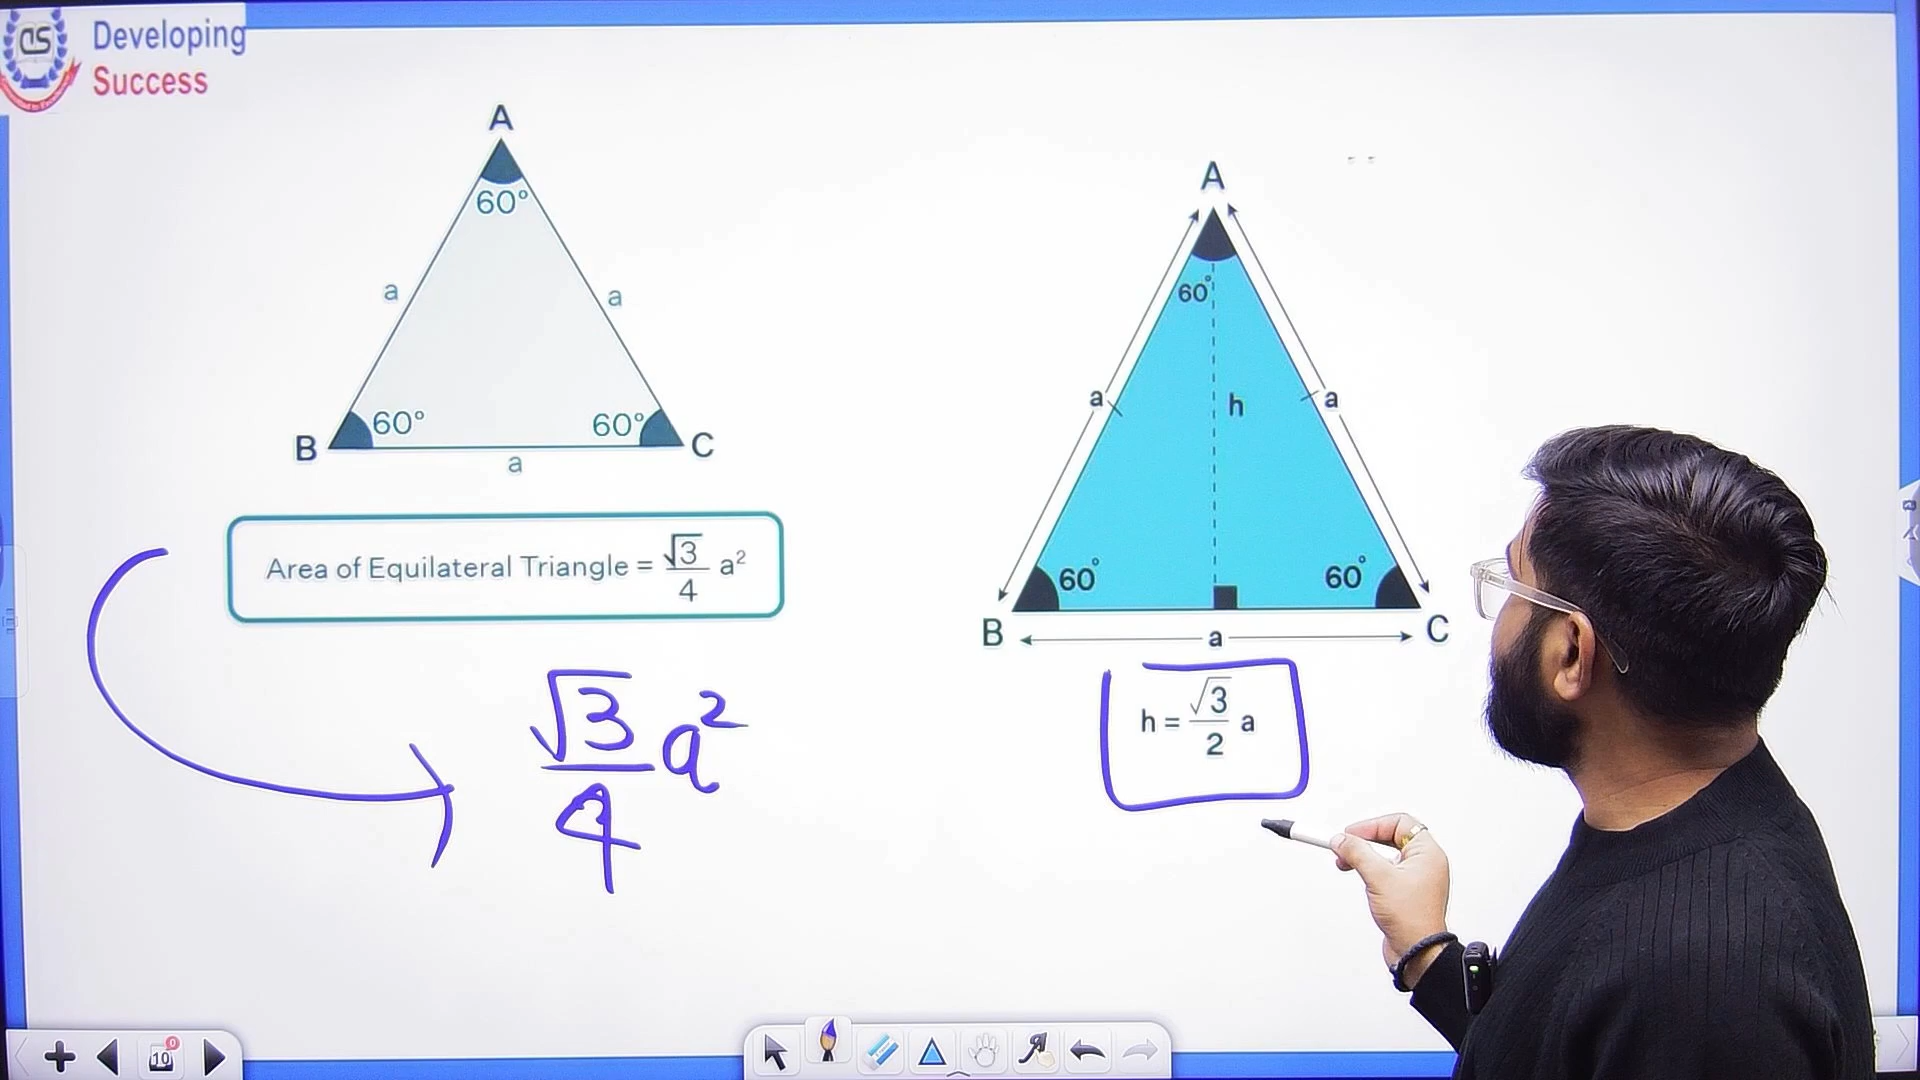 Developing
Success
A
60°
a
a
B
60°
60°
C
a
Area of Equilateral Triangle = √3/4 a²
√3/4 a²
A
60°
a
h
a
60°
60°
B
a
C
h = √3/2 a
10
0